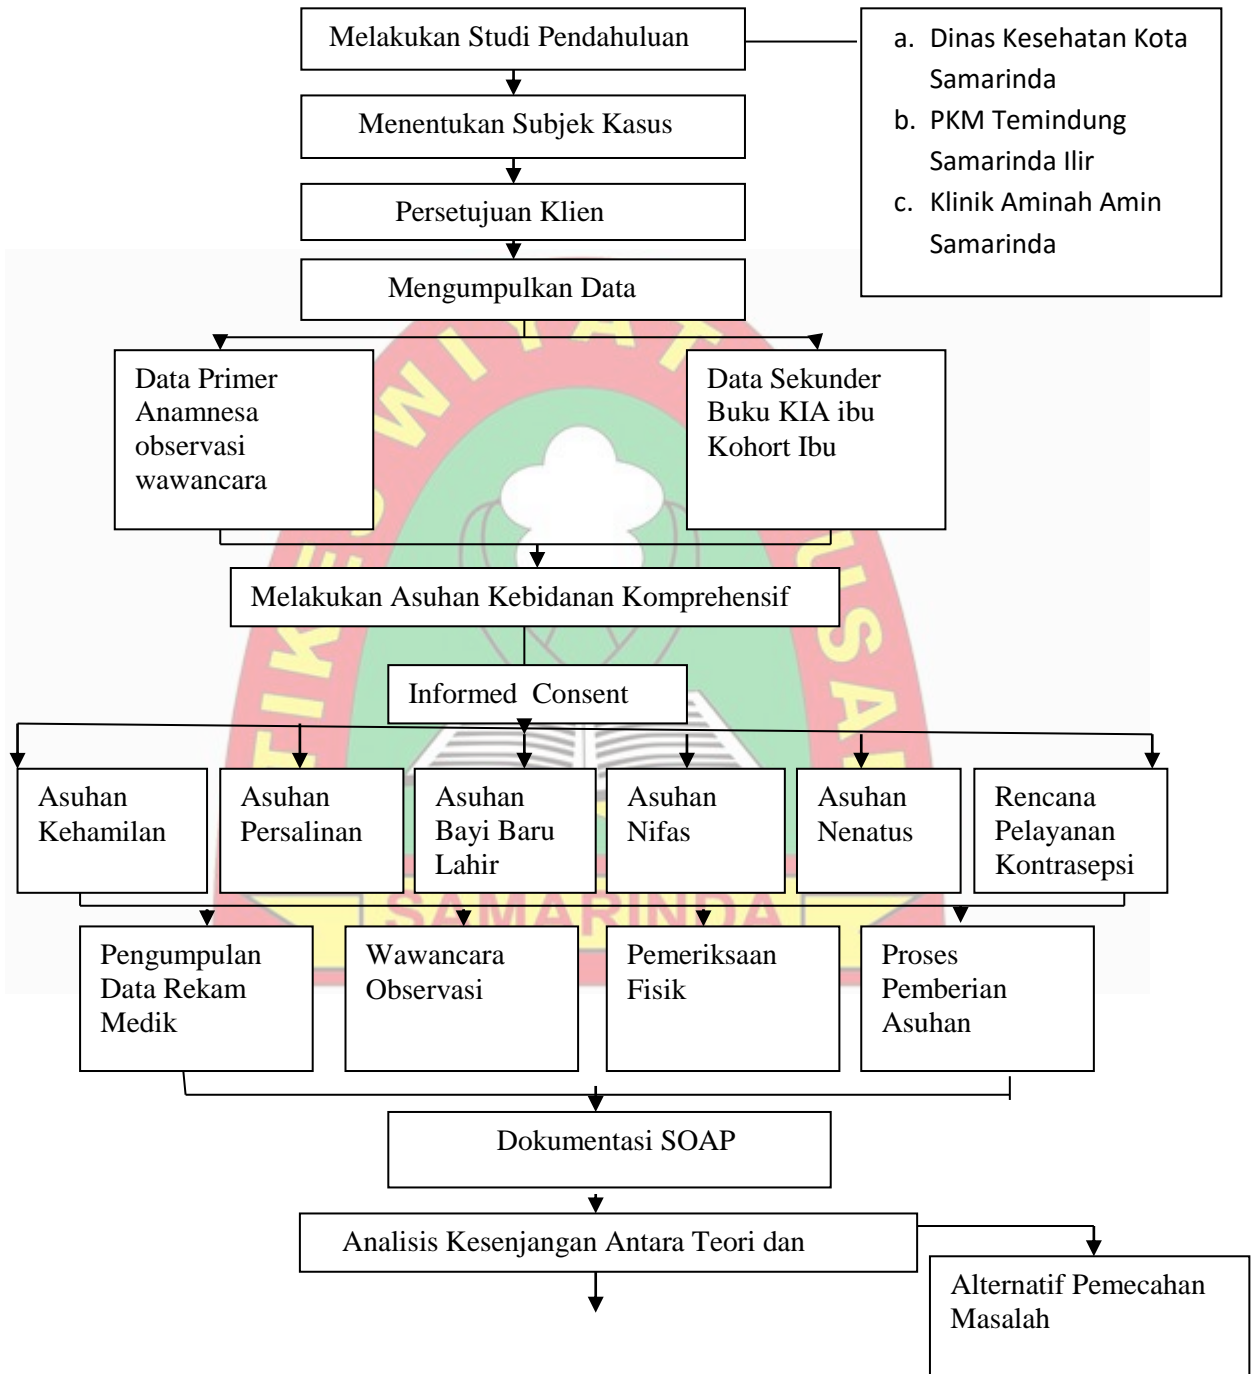 Melakukan Studi Pendahuluan
a. Dinas Kesehatan Kota
Samarinda
b. PKM Temindung
Samarinda Ilir
c. Klinik Aminah Amin
Samarinda
Menentukan Subjek Kasus
Persetujuan Klien
Mengumpulkan Data
Data Primer
Anamnesa
observasi
wawancara
Data Sekunder
Buku KIA ibu
Kohort Ibu
Melakukan Asuhan Kebidanan Komprehensif
Informed Consent
Asuhan
Kehamilan
Asuhan
Persalinan
Asuhan
Bayi Baru
Lahir
Asuhan
Nifas
Asuhan
Nenatus
Rencana
Pelayanan
Kontrasepsi
SAMARINDA
Pengumpulan
Data Rekam
Medik
Wawancara
Observasi
Pemeriksaan
Fisik
Proses
Pemberian
Asuhan
Dokumentasi SOAP
Analisis Kesenjangan Antara Teori dan
Alternatif Pemecahan
Masalah